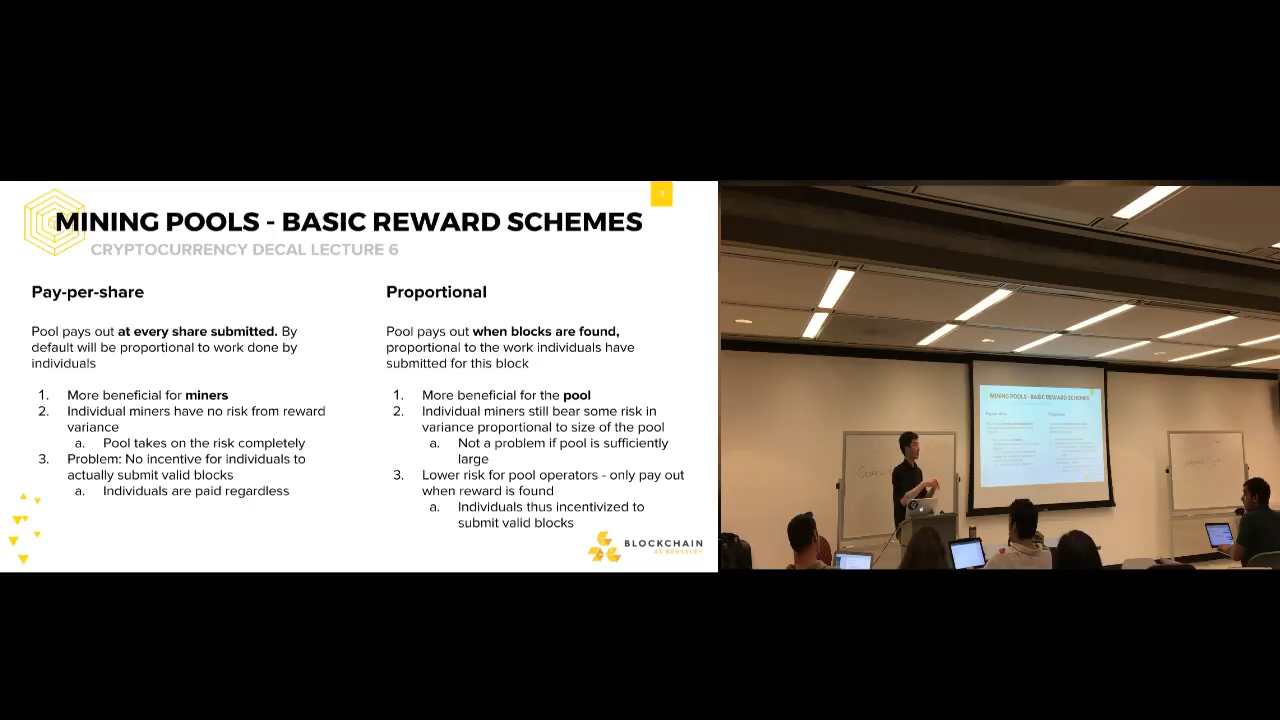 7
MINING POOLS - BASIC REWARD SCHEMES
CRYPTOCURRENCY DECAL LECTURE 6
Pay-per-share
Pool pays out at every share submitted. By
default will be proportional to work done by
individuals
1. More beneficial for miners
2. Individual miners have no risk from reward
variance
a. Pool takes on the risk completely
3. Problem: No incentive for individuals to
actually submit valid blocks
a. Individuals are paid regardless
Proportional
Pool pays out when blocks are found,
proportional to the work individuals have
submitted for this block
1. More beneficial for the pool
2. Individual miners still bear some risk in
variance proportional to size of the pool
a. Not a problem if pool is sufficiently
large
3. Lower risk for pool operators - only pay out
when reward is found
a. Individuals thus incentivized to
submit valid blocks
BLOCKCHAIN
AT BERKELEY
MINING POOLS - BASIC REWARD SCHEMES